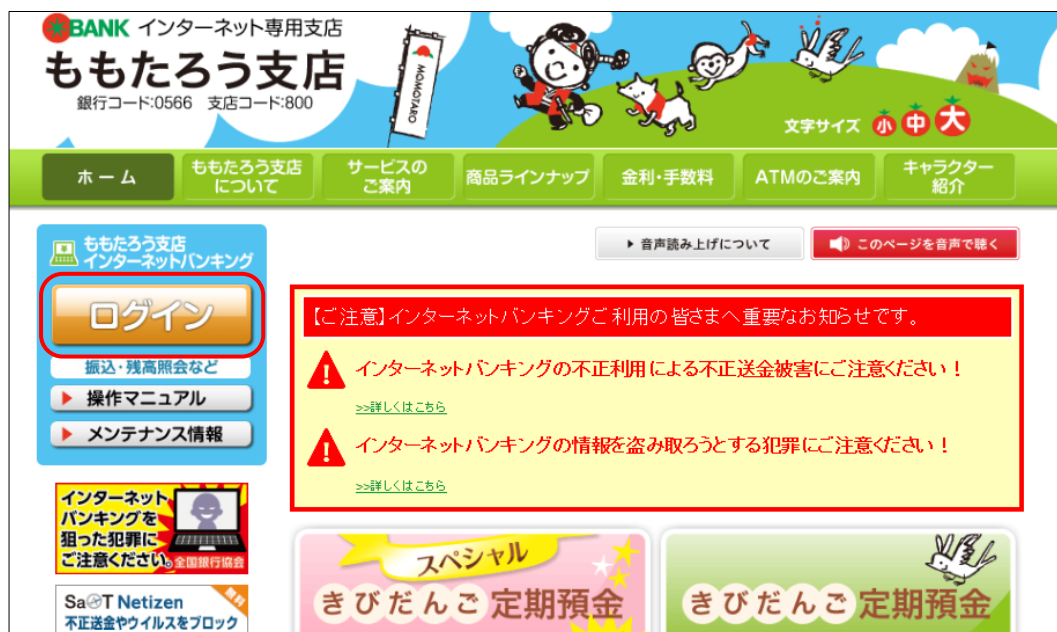 BANK インターネット専用支店
ももたろう支店
銀行コード:0566 支店コード:800
MOMOTARO
文字サイズ 小 中 大
ホーム
ももたろう支店
について
サービスの
ご案内
商品ラインナップ
金利・手数料
ATMのご案内
キャラクター
紹介
ももたろう支店
インターネットバンキング
ログイン
振込・残高照会など
操作マニュアル
メンテナンス情報
音声読み上げについて
このページを音声で聴く
【ご注意】インターネットバンキングご利用の皆さまへ重要なお知らせです。
インターネットバンキングの不正利用による不正送金被害にご注意ください！
>>詳しくはこちら
インターネットバンキングの情報を盗み取ろうとする犯罪にご注意ください！
>>詳しくはこちら
インターネット
バンキングを
狙った犯罪に
ご注意ください。全国銀行協会
SaAT Netizen 無料
不正送金やウイルスをブロック
スペシャル
きびだんご定期預金
きびだんご定期預金